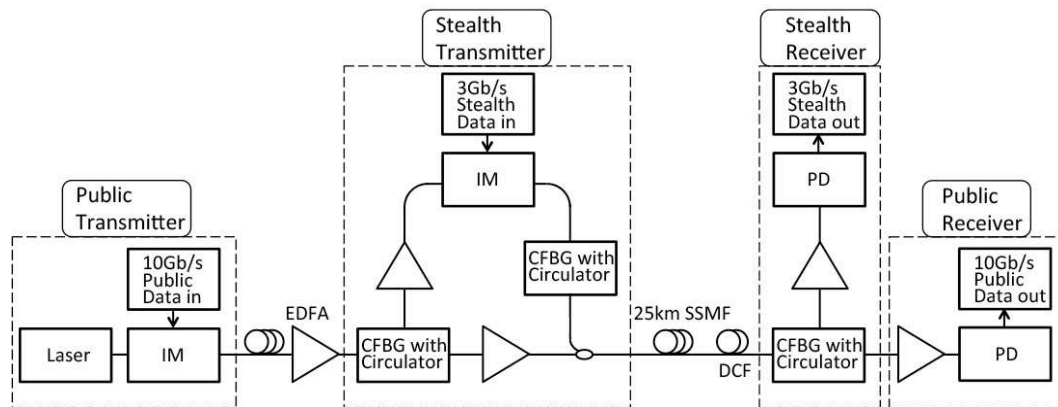 Stealth
Transmitter
Stealth
Receiver
3Gb/s
Stealth
Data in
3Gb/s
Stealth
Data out
IM
PD
Public
Transmitter
Public
Receiver
10Gb/s
Public
Data in
CFBG with
Circulator
10Gb/s
Public
Data out
EDFA
25km SSMF
Laser
IM
CFBG with
Circulator
DCF
CFBG with
Circulator
PD